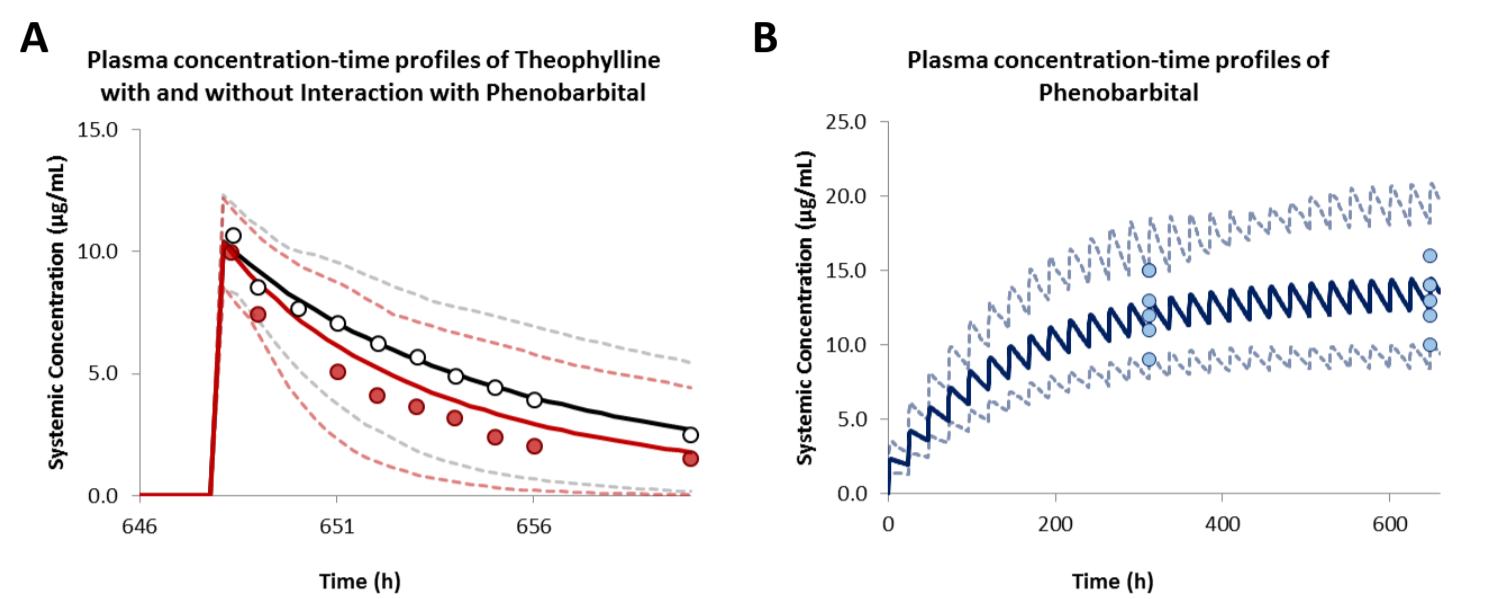 A
Plasma concentration-time profiles of Theophylline
with and without Interaction with Phenobarbital
Systemic Concentration (µg/mL)
15.0
10.0
5.0
0.0
646
651
656
Time (h)
B
Plasma concentration-time profiles of
Phenobarbital
Systemic Concentration (µg/mL)
25.0
20.0
15.0
10.0
5.0
0.0
0
200
400
600
Time (h)